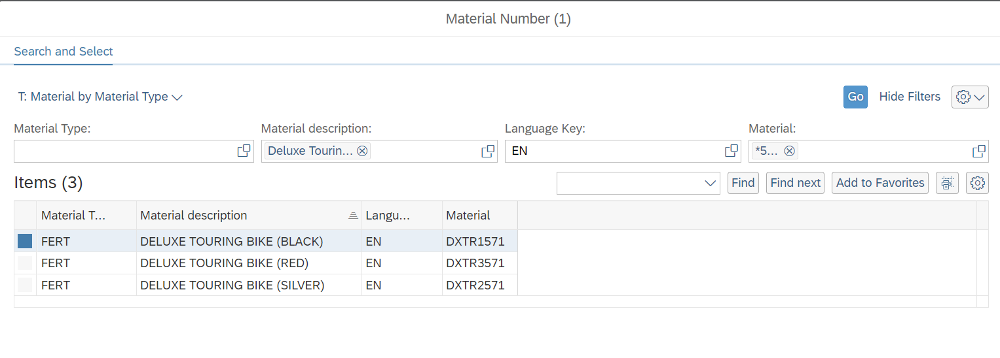 Material Number (1)
Search and Select
T: Material by Material Type
Go Hide Filters
Material Type: Material description: Language Key: Material:
Deluxe Tourin... EN *5...
Items (3) Find Find next Add to Favorites
Material T... Material description Langu... Material
FERT DELUXE TOURING BIKE (BLACK) EN DXTR1571
FERT DELUXE TOURING BIKE (RED) EN DXTR3571
FERT DELUXE TOURING BIKE (SILVER) EN DXTR2571